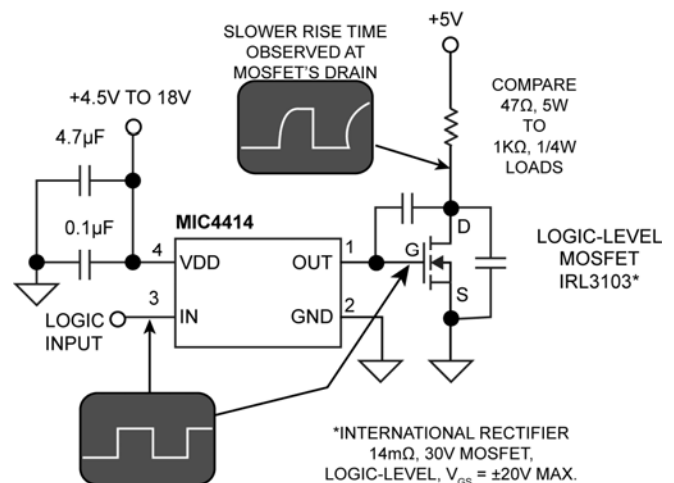 SLOWER RISE TIME
OBSERVED AT
MOSFET'S DRAIN
+5V
+4.5V TO 18V
COMPARE
47Ω, 5W
TO
1KΩ, 1/4W
LOADS
4.7µF
0.1µF
MIC4414
4
VDD
OUT
1
G
D
S
LOGIC-LEVEL
MOSFET
IRL3103*
3
IN
GND
2
LOGIC
INPUT
*INTERNATIONAL RECTIFIER
14mΩ, 30V MOSFET,
LOGIC-LEVEL, VGS = ±20V MAX.